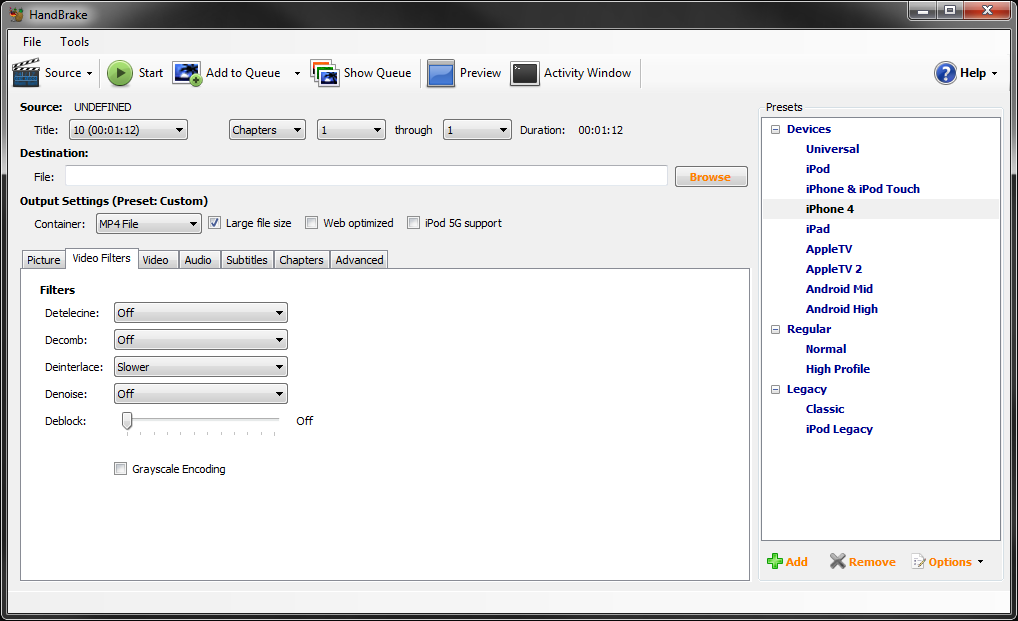 HandBrake
File Tools
Source Start Add to Queue Show Queue Preview Activity Window Help
Source: UNDEFINED
Title: 10 (00:01:12) Chapters 1 through 1 Duration: 00:01:12
Destination:
File: Browse
Output Settings (Preset: Custom)
Container: MP4 File Large file size Web optimized iPod 5G support
Picture Video Filters Video Audio Subtitles Chapters Advanced
Filters
Detelecine: Off
Decomb: Off
Deinterlace: Slower
Denoise: Off
Deblock: Off
Grayscale Encoding
Presets
Devices
Universal
iPod
iPhone & iPod Touch
iPhone 4
iPad
AppleTV
AppleTV 2
Android Mid
Android High
Regular
Normal
High Profile
Legacy
Classic
iPod Legacy
Add Remove Options